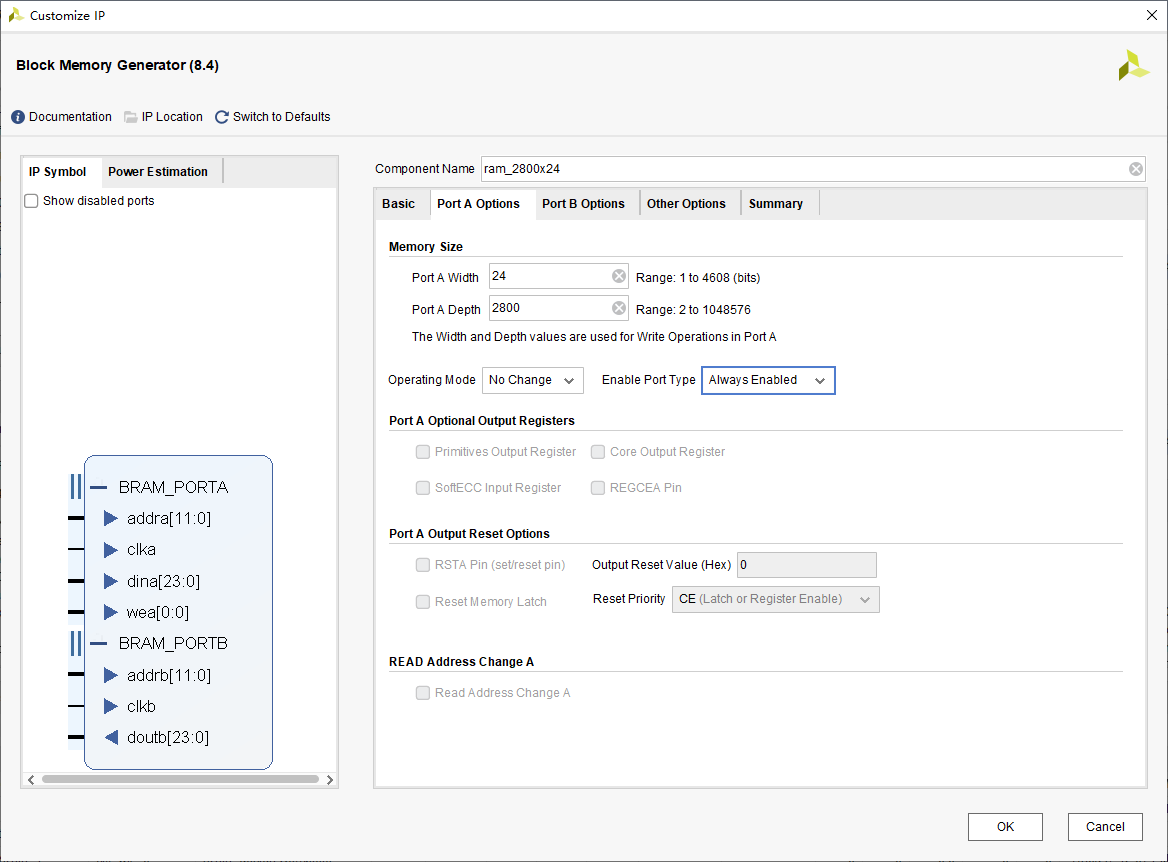 Customize IP
Block Memory Generator (8.4)
Documentation IP Location Switch to Defaults
IP Symbol Power Estimation
Show disabled ports
BRAM_PORTA
addra[11:0]
clka
dina[23:0]
wea[0:0]
BRAM_PORTB
addrb[11:0]
clkb
doutb[23:0]
Component Name ram_2800x24
Basic Port A Options Port B Options Other Options Summary
Memory Size
Port A Width 24 Range: 1 to 4608 (bits)
Port A Depth 2800 Range: 2 to 1048576
The Width and Depth values are used for Write Operations in Port A
Operating Mode No Change Enable Port Type Always Enabled
Port A Optional Output Registers
Primitives Output Register Core Output Register
SoftECC Input Register REGCEA Pin
Port A Output Reset Options
RSTA Pin (set/reset pin) Output Reset Value (Hex) 0
Reset Memory Latch Reset Priority CE (Latch or Register Enable)
READ Address Change A
Read Address Change A
OK Cancel